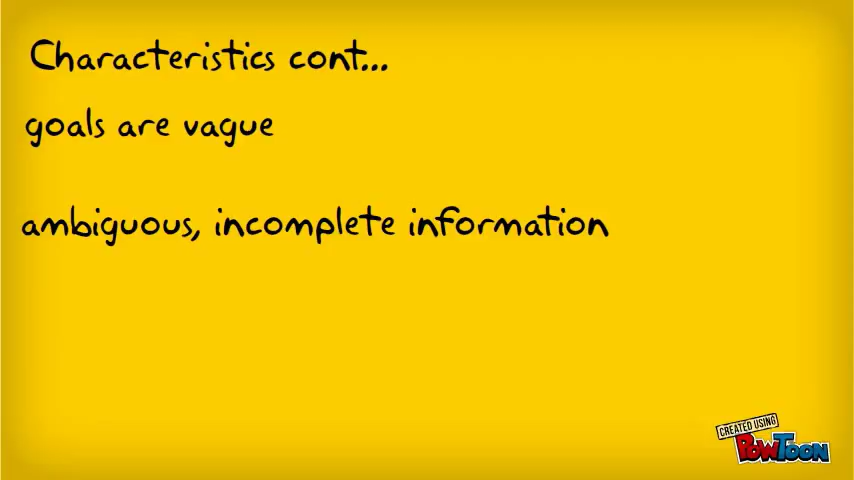 Characteristics cont...
goals are vague
ambiguous, incomplete information
CREATED USING
POWTOON